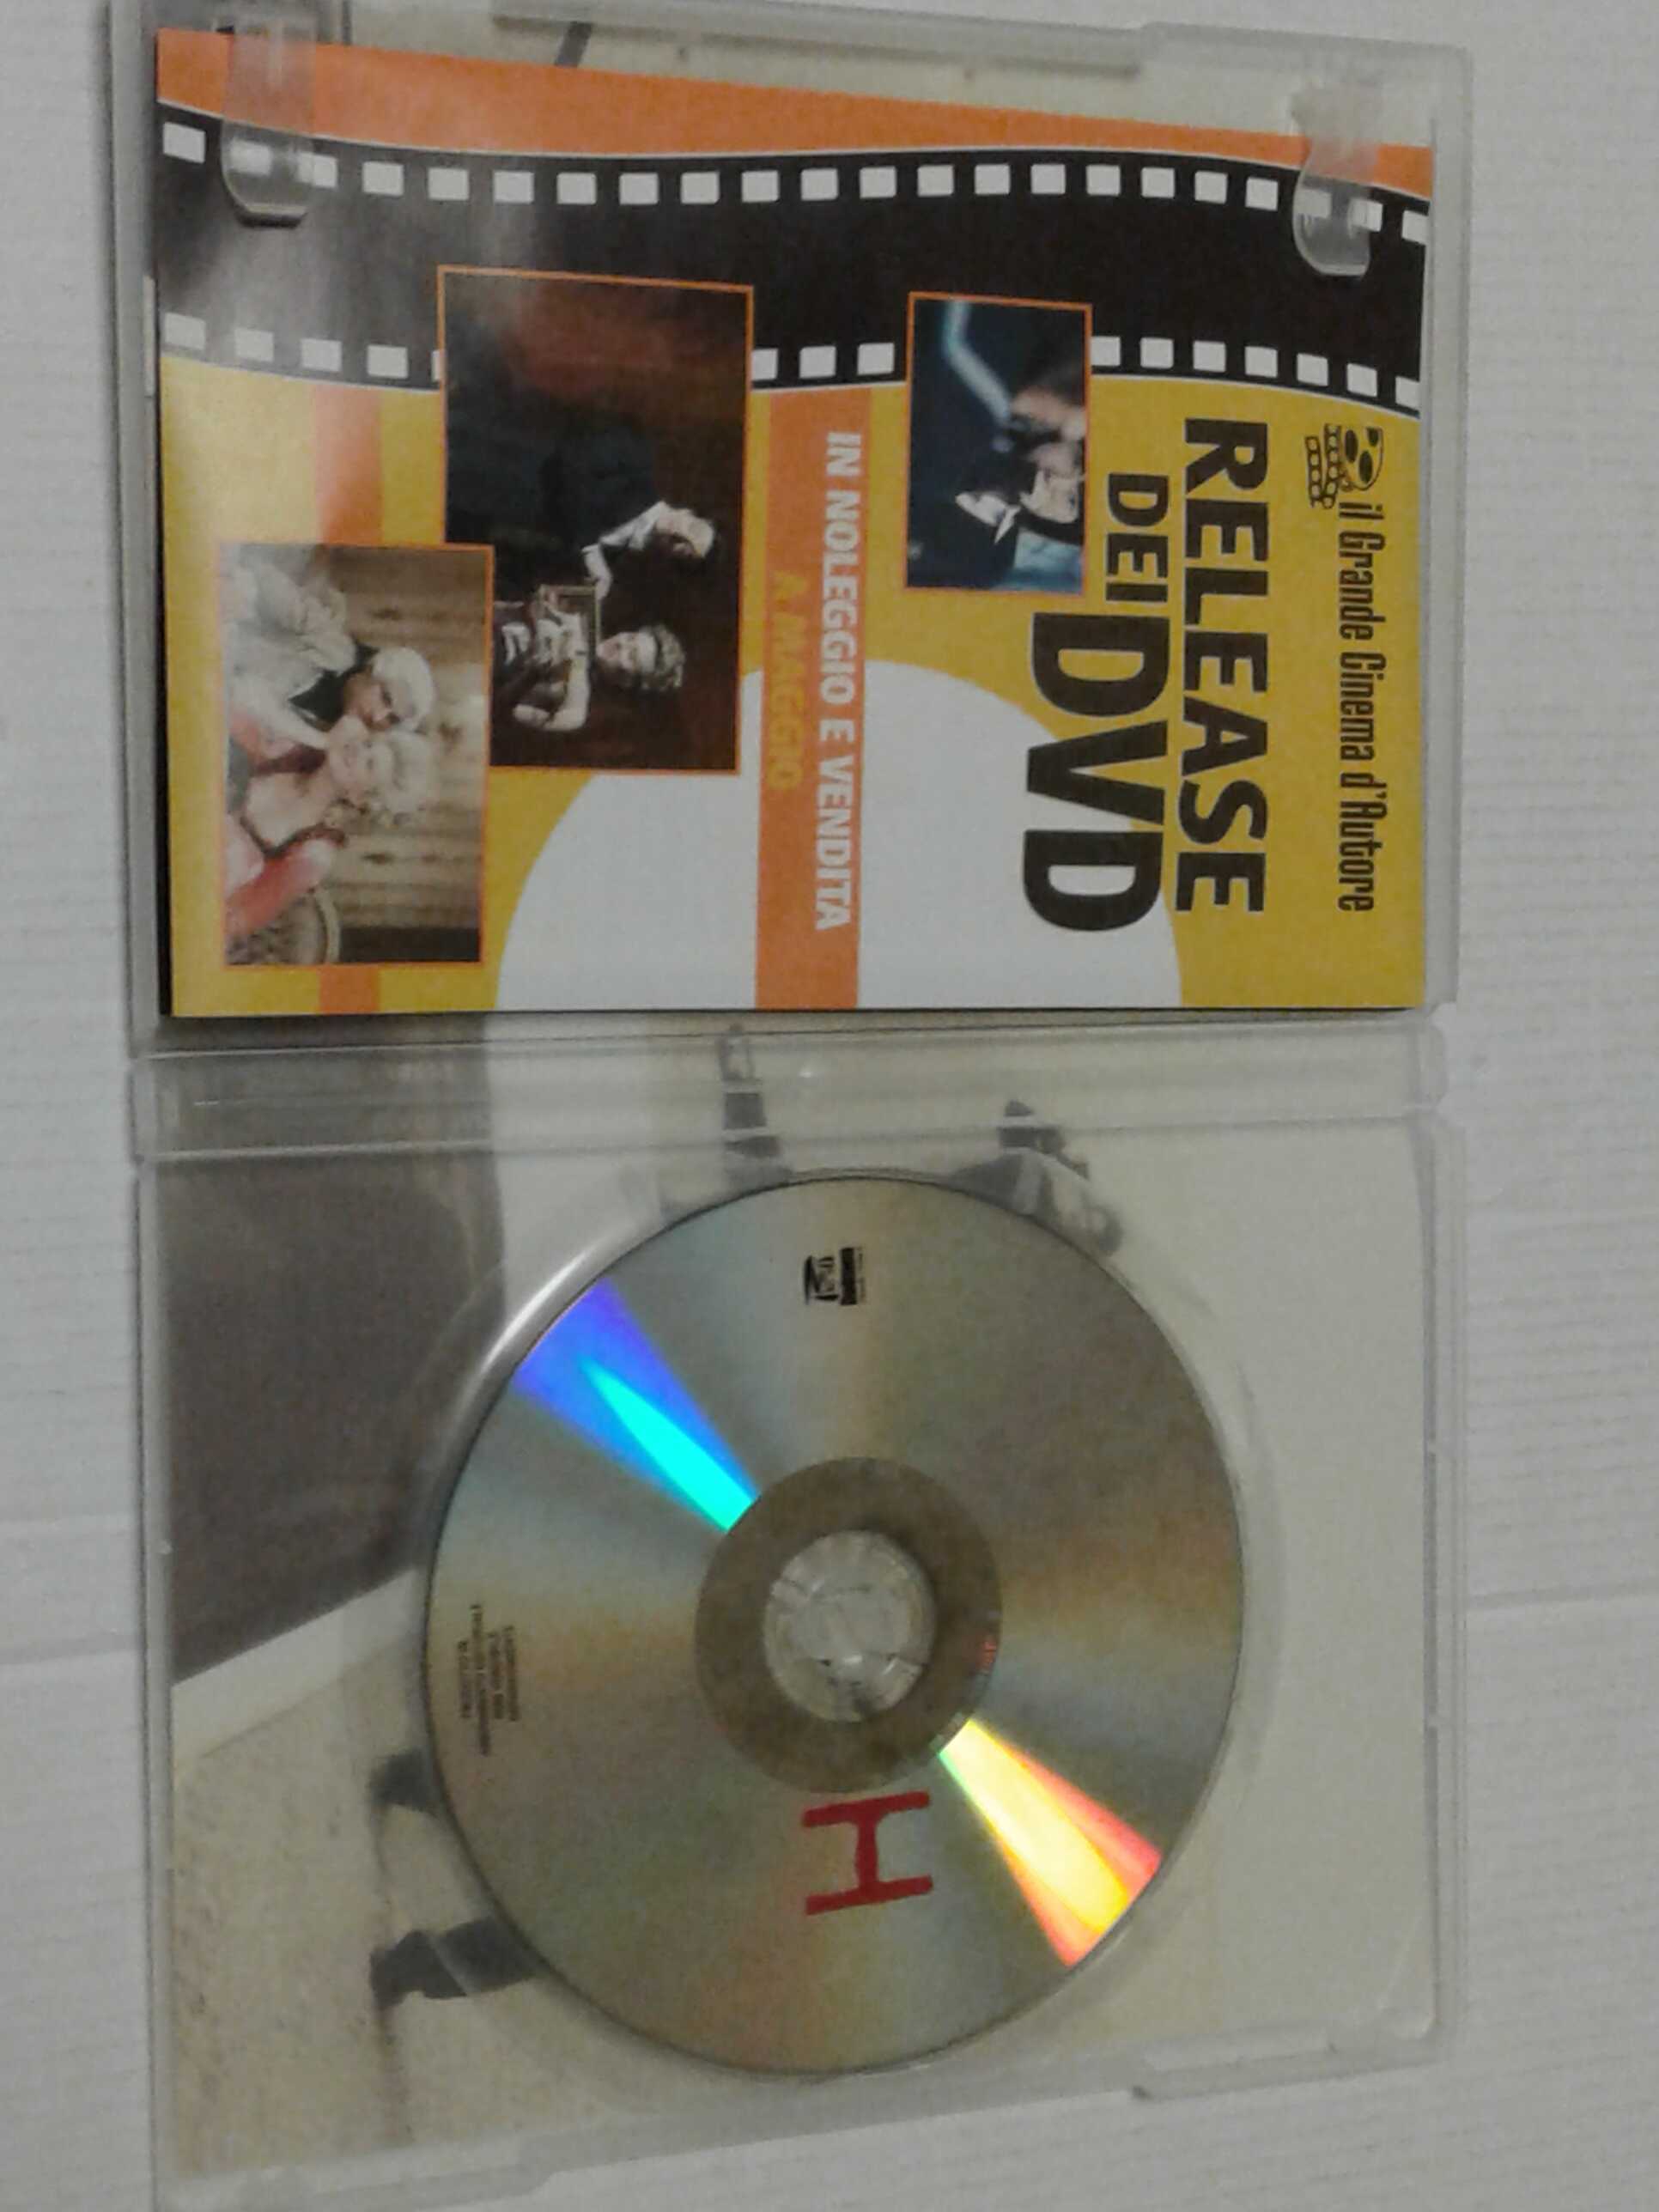 il Grande Cinema d'Autore
RELEASE
DEI DVD
IN NOLEGGIO E VENDITA
A MAGGIO
H